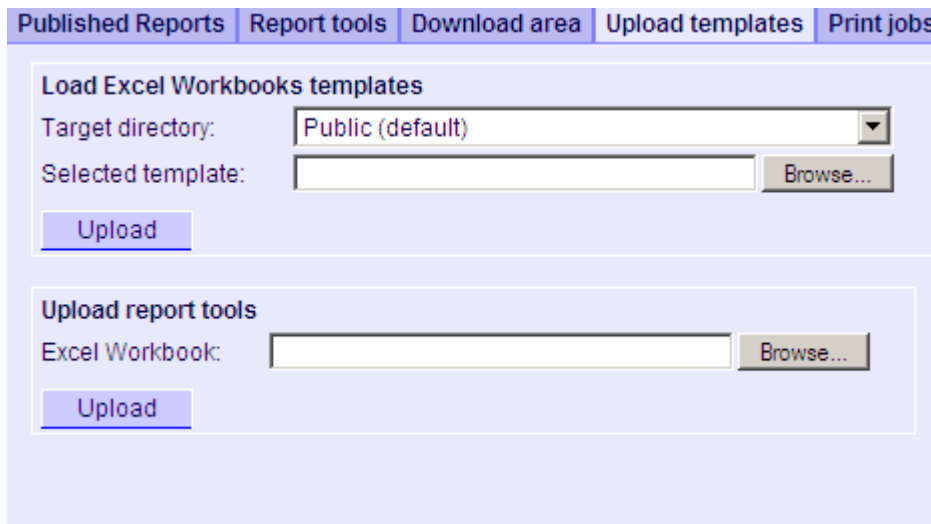 Published Reports Report tools Download area Upload templates Print jobs
Load Excel Workbooks templates
Target directory: Public (default)
Selected template: Browse...
Upload
Upload report tools
Excel Workbook: Browse...
Upload